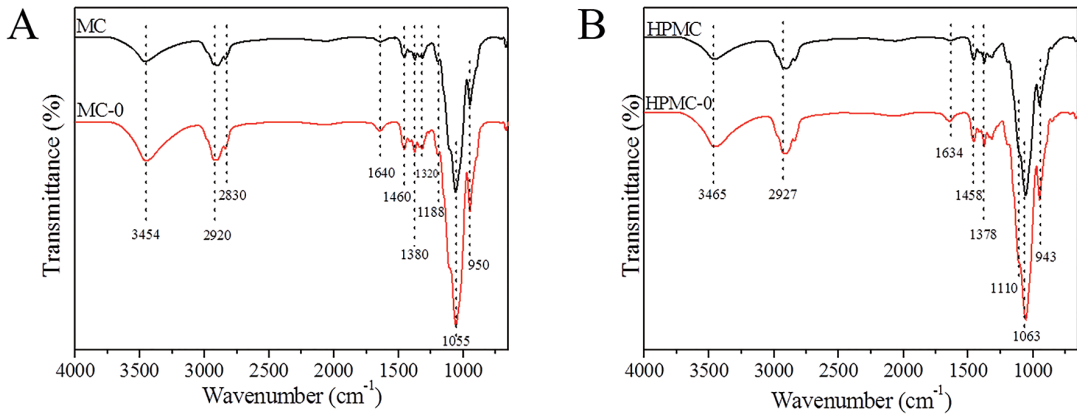 A
MC
MC-0
Transmittance (%)
3454
2920
2830
1640
1460
1380
1320
1188
1055
950
4000 3500 3000 2500 2000 1500 1000
Wavenumber (cm⁻¹)
B
HPMC
HPMC-0
Transmittance (%)
3465
2927
1634
1458
1378
1110
1063
943
4000 3500 3000 2500 2000 1500 1000
Wavenumber (cm⁻¹)